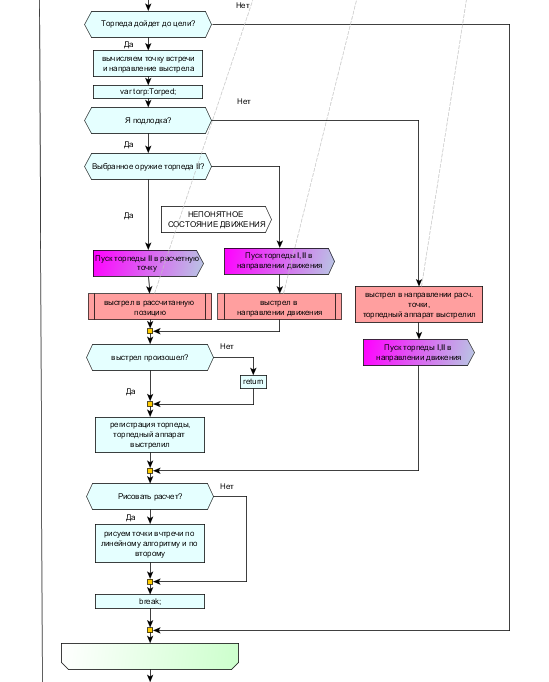 Нет
Торпеда дойдет до цели?
Да
вычисляем точку встречи
и направление выстрела
var torp:Torped;
Нет
Я подлодка?
Да
Выбранное оружие торпеда II?
Да
НЕПОНЯТНОЕ
СОСТОЯНИЕ ДВИЖЕНИЯ
Пуск торпеды II в расчетную
точку
Пуск торпеды I,II в
направлении движения
выстрел в рассчитанную
позицию
выстрел в
направлении движения
выстрел в направлении расч.
точки,
торпедный аппарат выстрелил
Пуск торпеды I,II в
направлении движения
выстрел произошел?
Нет
return
Да
регистрация торпеды,
торпедный аппарат
выстрелил
Нет
Рисовать расчет?
Да
рисуем точки вчтречи по
линейному алгоритму и по
второму
break;